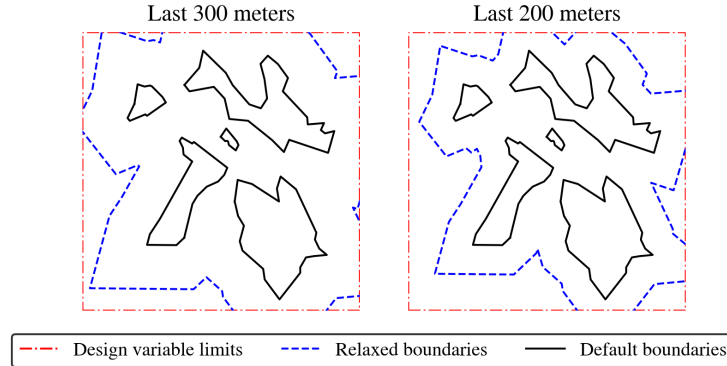 Last 300 meters
Last 200 meters
Design variable limits
Relaxed boundaries
Default boundaries